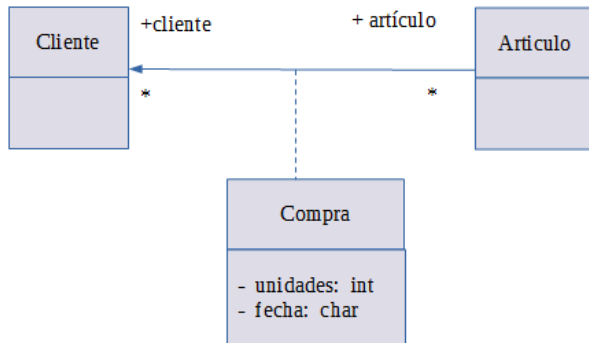 Cliente
+cliente
+ artículo
Articulo
*
*
Compra
- unidades: int
- fecha: char